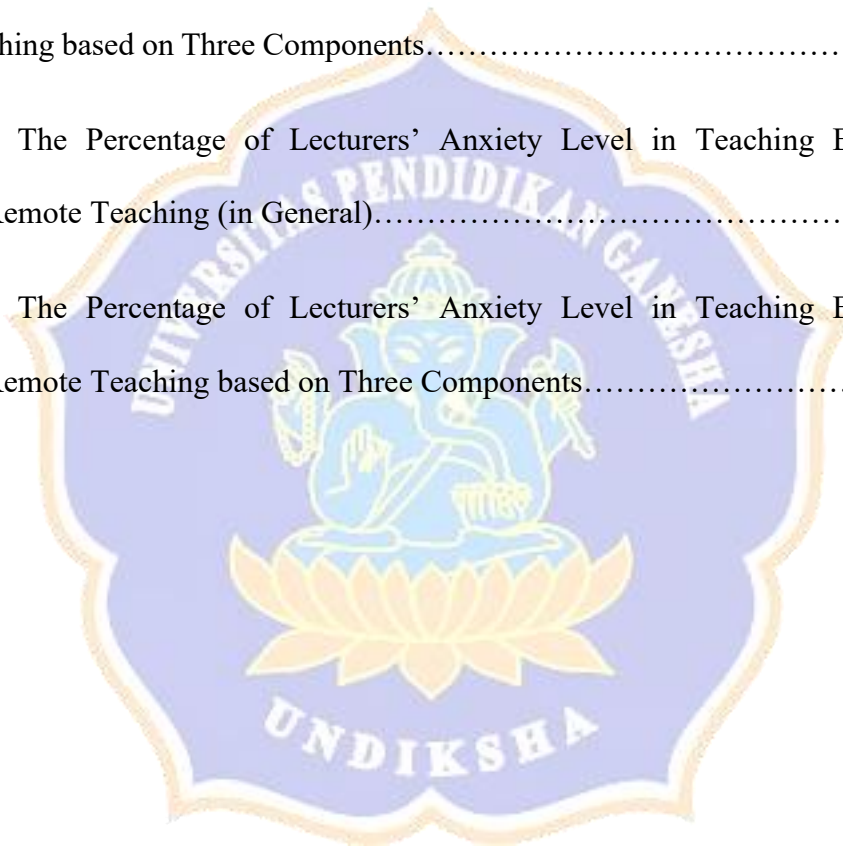 hing based on Three Components……………………………………
The Percentage of Lecturers’ Anxiety Level in Teaching E
Remote Teaching (in General)…………………………………………
The Percentage of Lecturers’ Anxiety Level in Teaching E
Remote Teaching based on Three Components………………………
UNIVERSITAS PENDIDIKAN GANESHA
UNDIKSHA